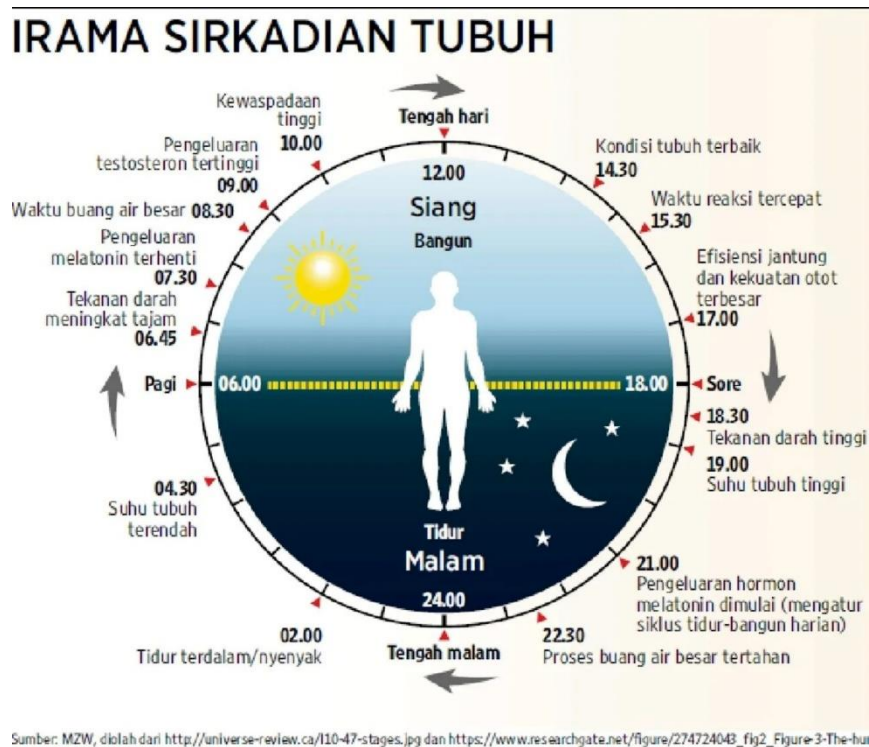 IRAMA SIRKADIAN TUBUH
Tengah hari
12.00
Siang
Bangun
Kondisi tubuh terbaik
14.30
Waktu reaksi tercepat
15.30
Efisiensi jantung
dan kekuatan otot
terbesar
17.00
18.00
Sore
18.30
Tekanan darah tinggi
19.00
Suhu tubuh tinggi
21.00
Pengeluaran hormon
melatonin dimulai (mengatur
siklus tidur-bangun harian)
22.30
Proses buang air besar tertahan
Tidur
Malam
24.00
Tengah malam
02.00
Tidur terdalam/nyenyak
04.30
Suhu tubuh
terendah
Pagi
06.00
Tekanan darah
meningkat tajam
06.45
Pengeluaran
melatonin terhenti
07.30
Waktu buang air besar 08.30
Pengeluaran
testosteron tertinggi
09.00
Kewaspadaan
tinggi
10.00
Sumber: MZW, diolah dari http://universe-review.ca/I10-47-stages.jpg dan https://www.researchgate.net/figure/274724043_fig2_Figure-3-The-hu